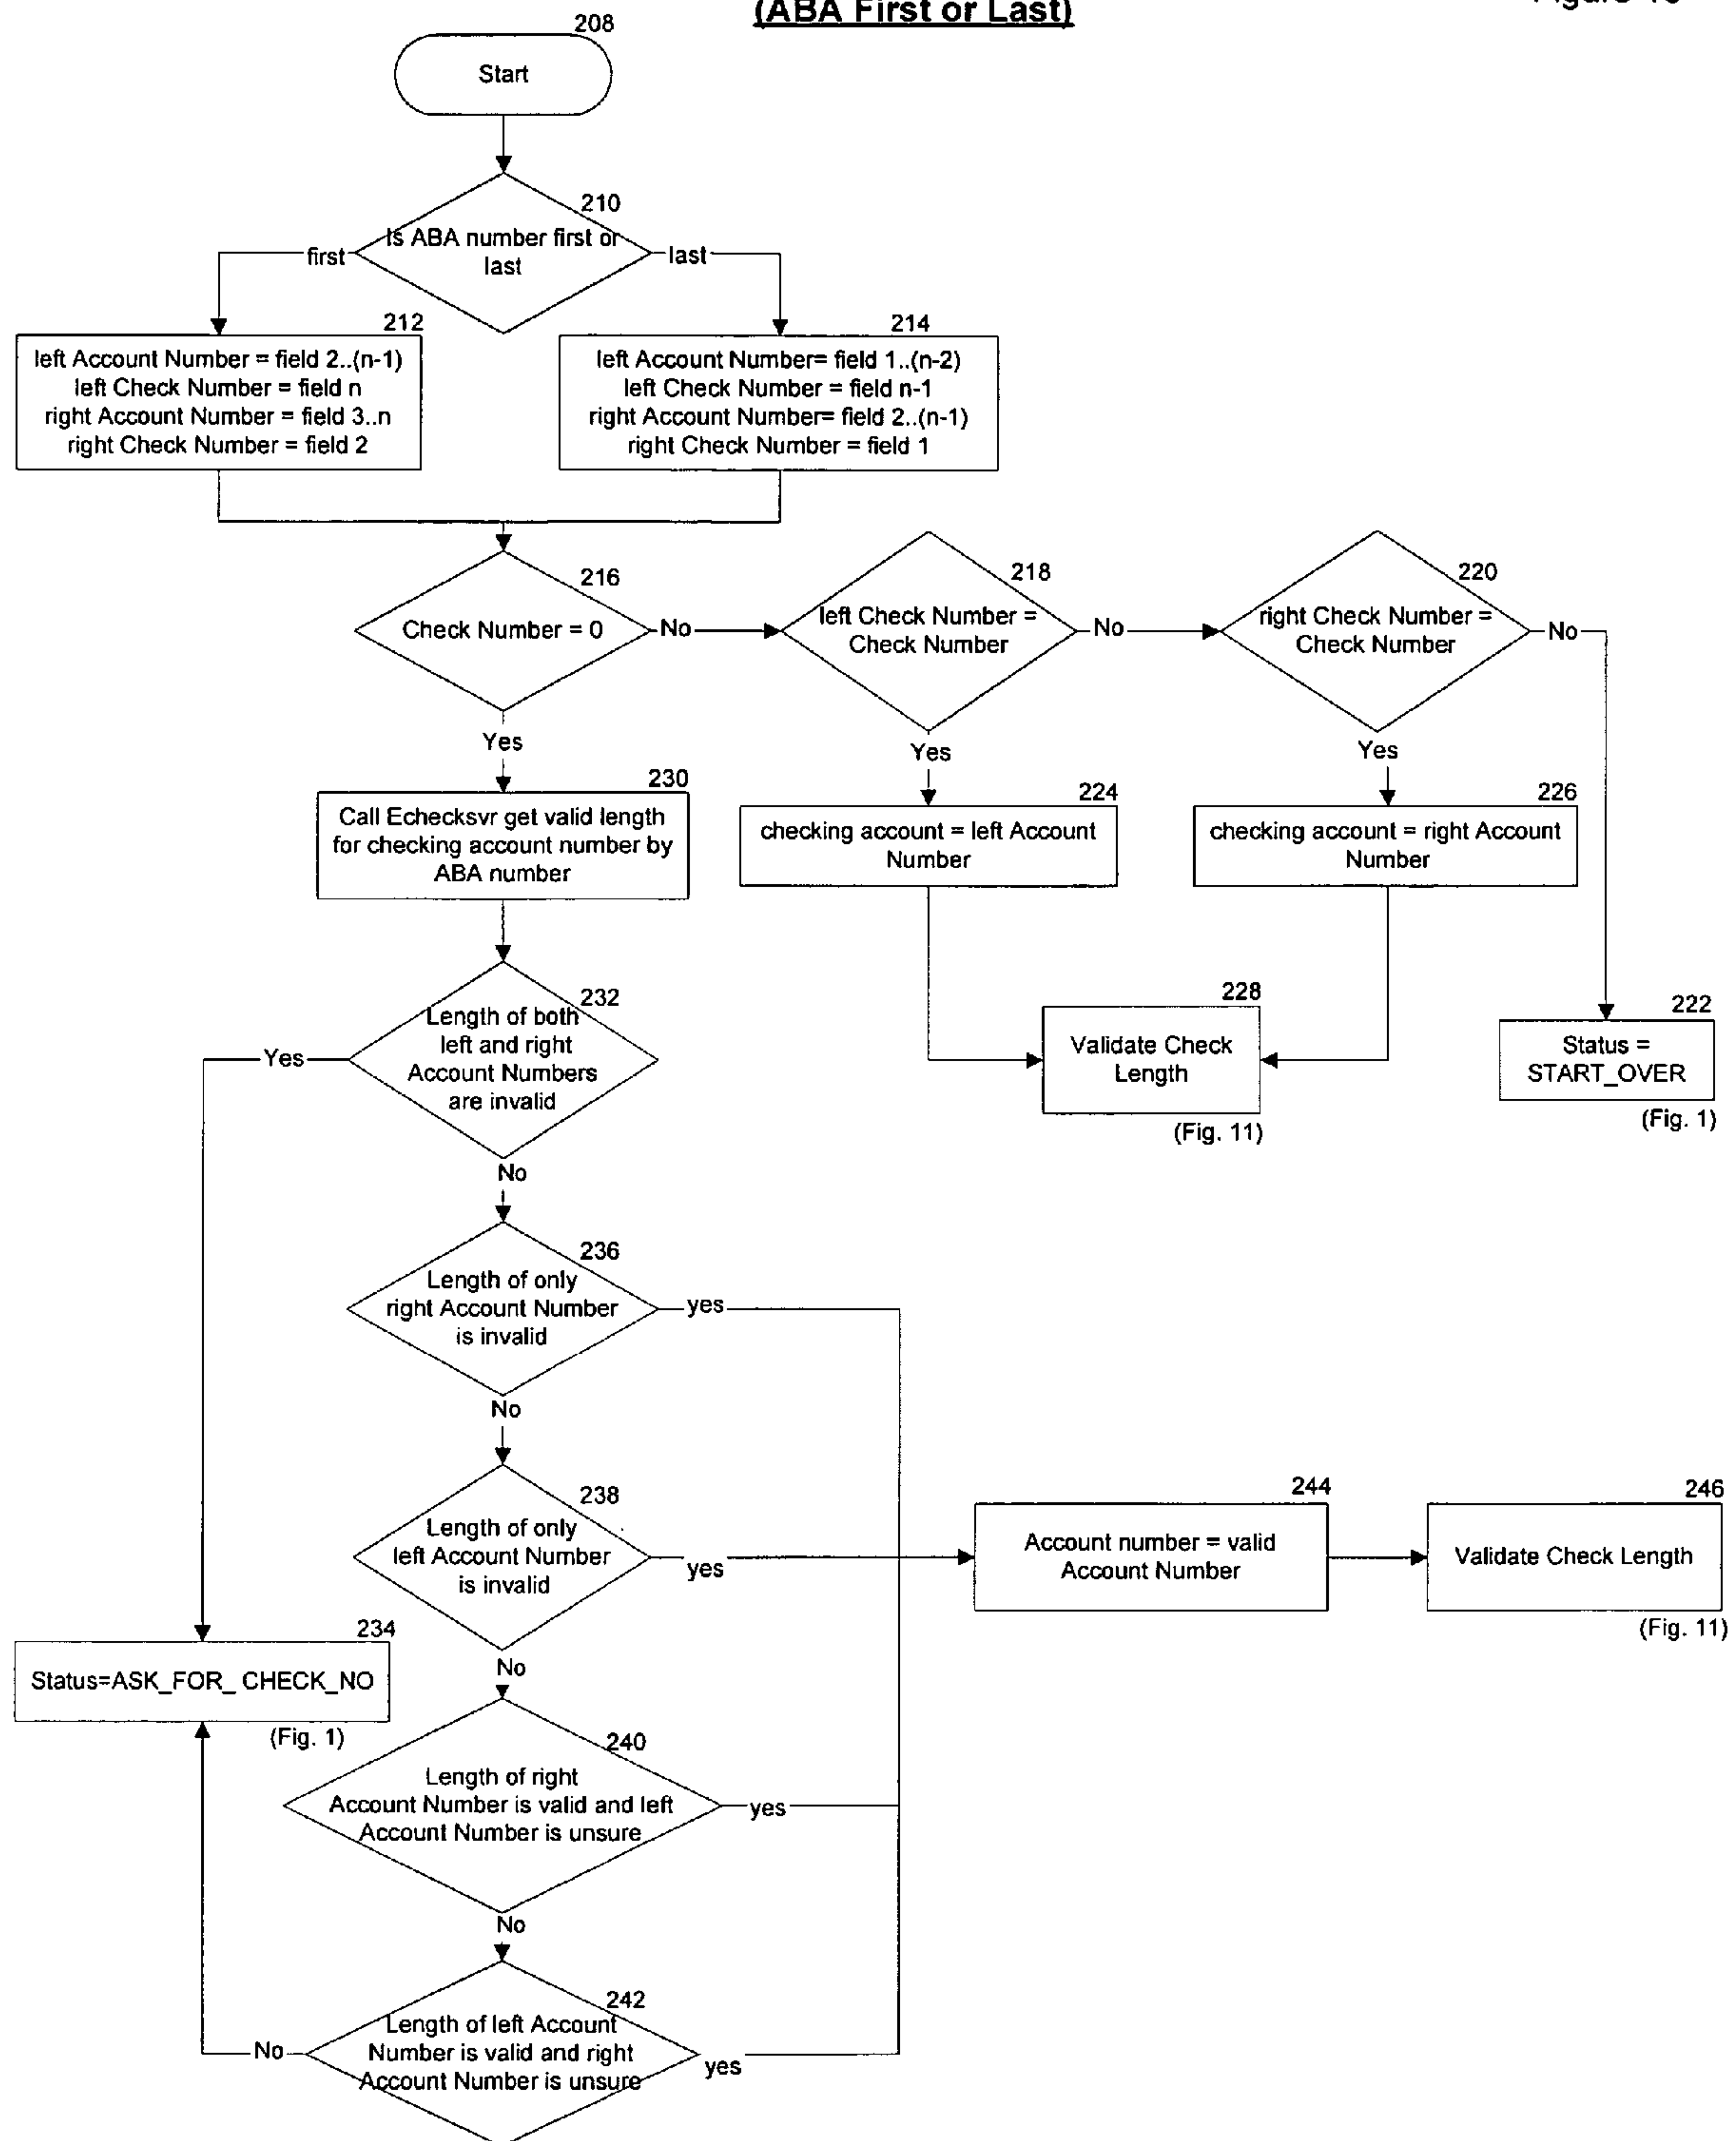 (ABA First or Last)
208
Start
210
Is ABA number first or
last
first
last
212
left Account Number = field 2..(n-1)
left Check Number = field n
right Account Number = field 3..n
right Check Number = field 2
214
left Account Number= field 1..(n-2)
left Check Number = field n-1
right Account Number= field 2..(n-1)
right Check Number = field 1
216
Check Number = 0
No
218
left Check Number =
Check Number
No
220
right Check Number =
Check Number
No
Yes
Yes
Yes
230
Call Echecksvr get valid length
for checking account number by
ABA number
224
checking account = left Account
Number
226
checking account = right Account
Number
232
Length of both
left and right
Account Numbers
are invalid
Yes
No
228
Validate Check
Length
(Fig. 11)
222
Status =
START_OVER
(Fig. 1)
236
Length of only
right Account Number
is invalid
yes
No
238
Length of only
left Account Number
is invalid
yes
No
244
Account number = valid
Account Number
246
Validate Check Length
(Fig. 11)
234
Status=ASK_FOR_ CHECK_NO
(Fig. 1)
240
Length of right
Account Number is valid and left
Account Number is unsure
yes
No
242
Length of left Account
Number is valid and right
Account Number is unsure
No
yes